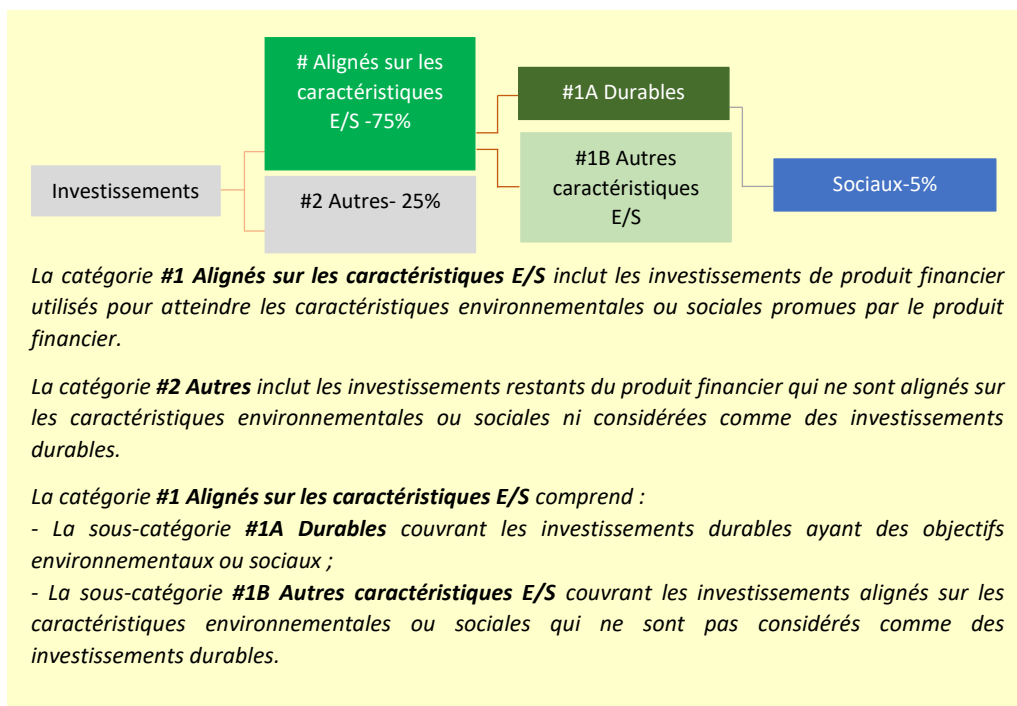 # Alignés sur les
caractéristiques
E/S -75%
#1A Durables
#1B Autres
caractéristiques
E/S
Investissements
#2 Autres- 25%
Sociaux-5%
La catégorie #1 Alignés sur les caractéristiques E/S inclut les investissements de produit financier
utilisés pour atteindre les caractéristiques environnementales ou sociales promues par le produit
financier.
La catégorie #2 Autres inclut les investissements restants du produit financier qui ne sont alignés sur
les caractéristiques environnementales ou sociales ni considérées comme des investissements
durables.
La catégorie #1 Alignés sur les caractéristiques E/S comprend :
- La sous-catégorie #1A Durables couvrant les investissements durables ayant des objectifs
environnementaux ou sociaux ;
- La sous-catégorie #1B Autres caractéristiques E/S couvrant les investissements alignés sur les
caractéristiques environnementales ou sociales qui ne sont pas considérés comme des
investissements durables.